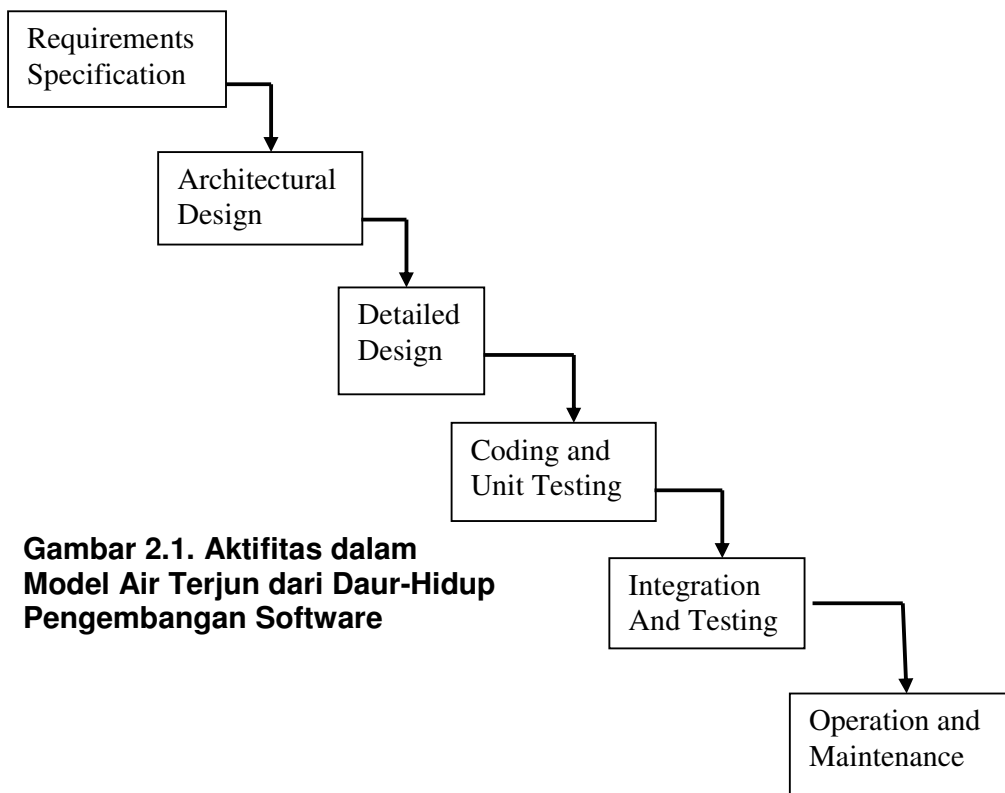 Requirements
Specification
Architectural
Design
Detailed
Design
Coding and
Unit Testing
Gambar 2.1. Aktifitas dalam
Model Air Terjun dari Daur-Hidup
Pengembangan Software
Integration
And Testing
Operation and
Maintenance